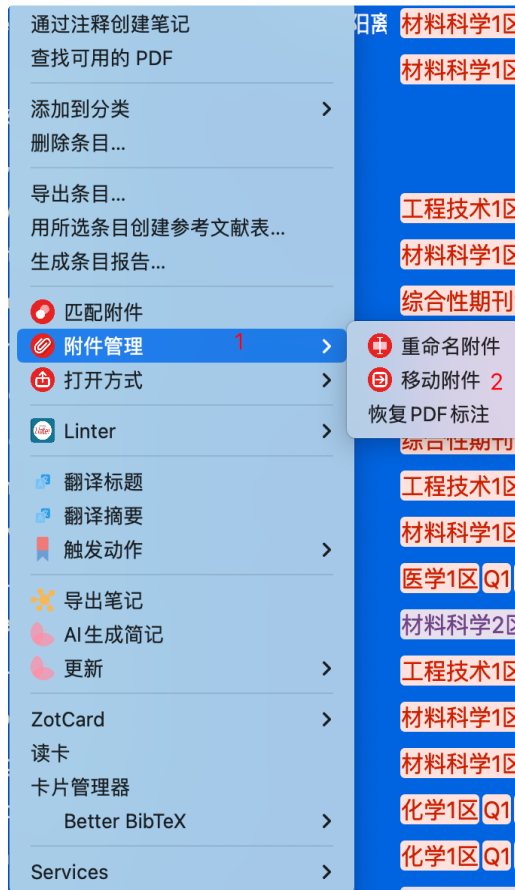 通过注释创建笔记
阳离 材料科学1区
查找可用的 PDF
材料科学1区
添加到分类
删除条目...
导出条目...
工程技术1区
用所选条目创建参考文献表...
生成条目报告...
材料科学1区
匹配附件
综合性期刊
附件管理 1
重命名附件
打开方式
移动附件 2
恢复PDF标注
Linter
综合性期刊
翻译标题
工程技术1区
翻译摘要
材料科学1区
触发动作
医学1区 Q1
导出笔记
材料科学2区
AI生成简记
更新
工程技术1区
ZotCard
材料科学1区
读卡
材料科学1区
卡片管理器
化学1区 Q1
Better BibTeX
化学1区 Q1
Services